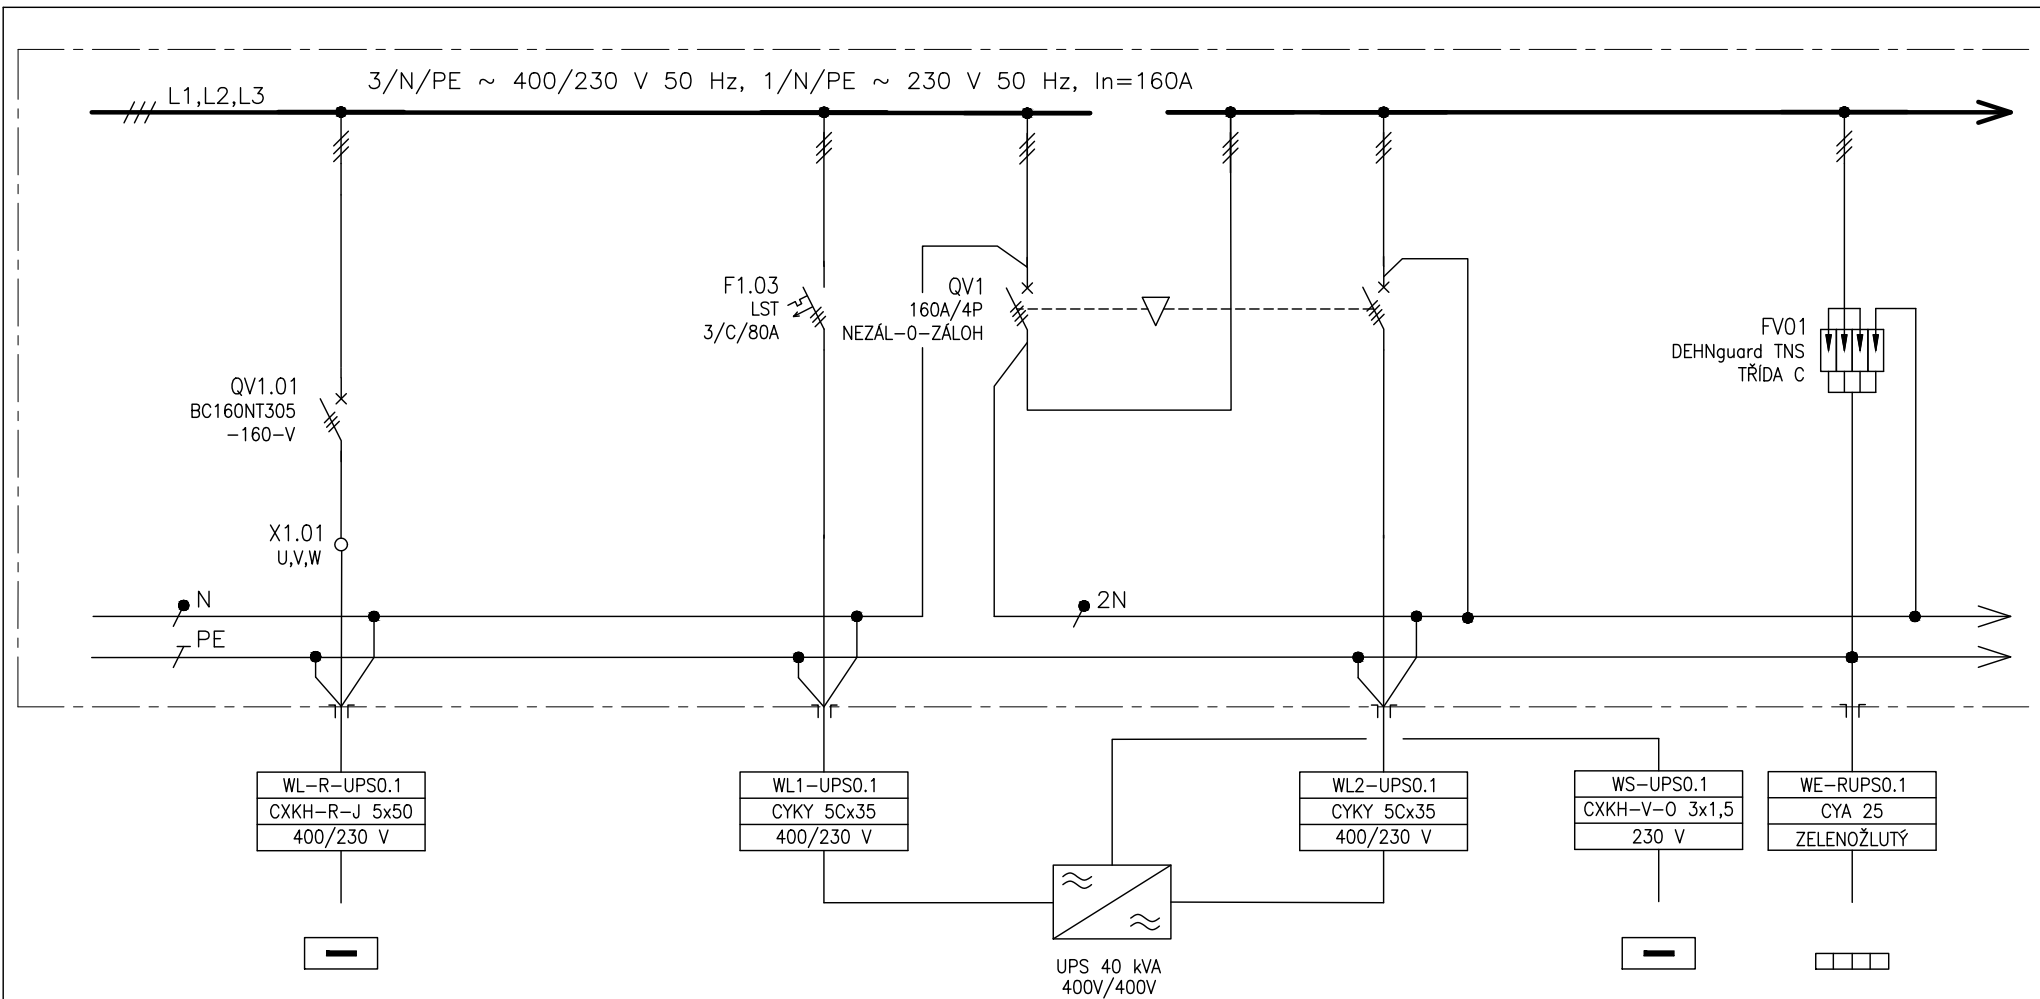 3/N/PE ~ 400/230 V 50 Hz, 1/N/PE ~ 230 V 50 Hz, In=160A
L1,L2,L3
F1.03
LST
3/C/80A
QV1
160A/4P
NEZÁL-0-ZÁLOH
FV01
DEHNguard TNS
TŘÍDA C
QV1.01
BC160NT305
-160-V
X1.01
U,V,W
N
2N
PE
WL-R-UPS0.1
CXKH-R-J 5x50
400/230 V
WL1-UPS0.1
CYKY 5Cx35
400/230 V
WL2-UPS0.1
CYKY 5Cx35
400/230 V
WS-UPS0.1
CXKH-V-O 3x1,5
230 V
WE-RUPS0.1
CYA 25
ZELENOŽLUTÝ
UPS 40 kVA
400V/400V